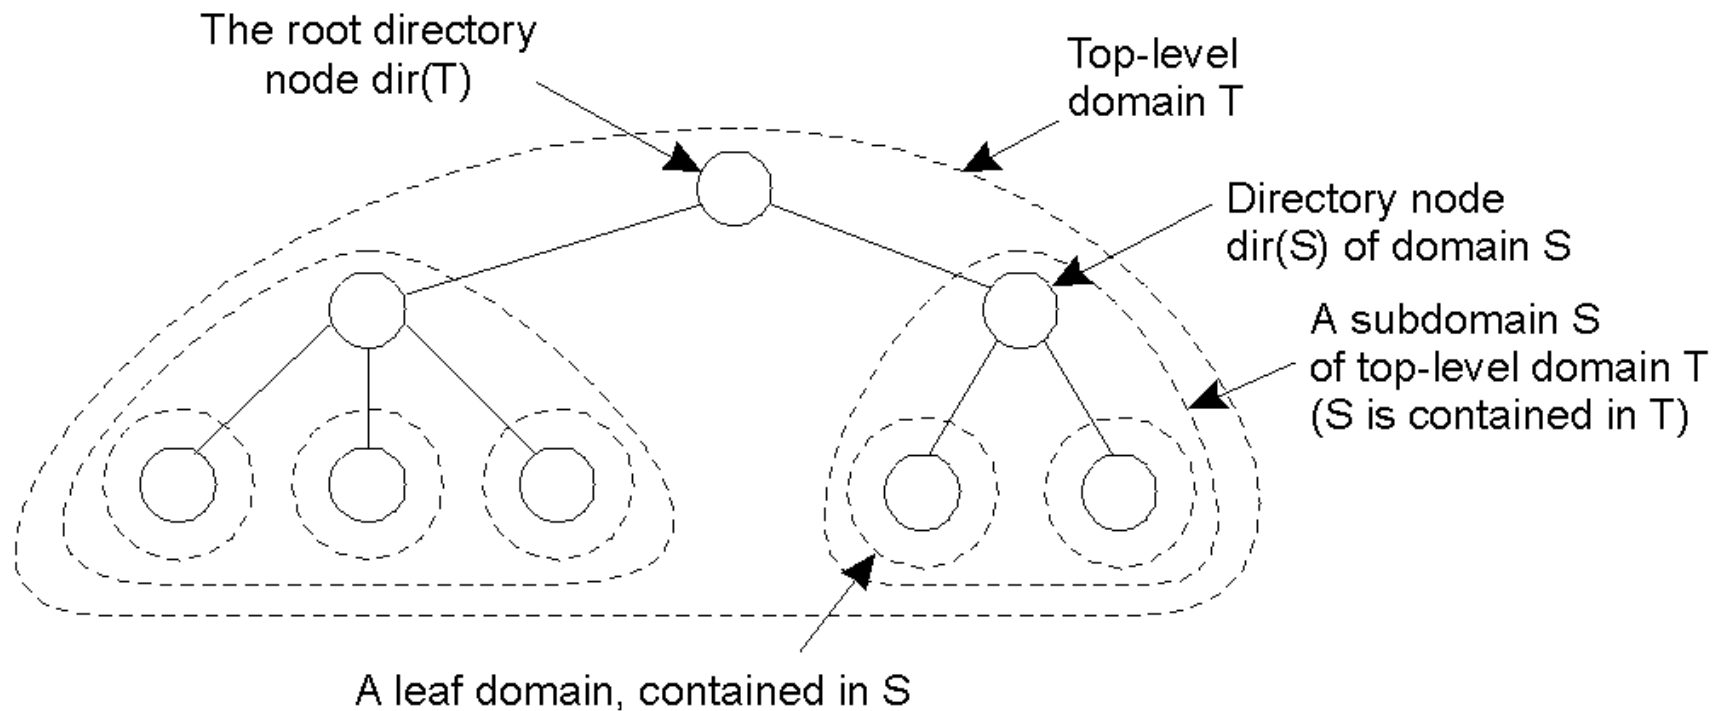 The root directory
node dir(T)
Top-level
domain T
Directory node
dir(S) of domain S
A subdomain S
of top-level domain T
(S is contained in T)
A leaf domain, contained in S